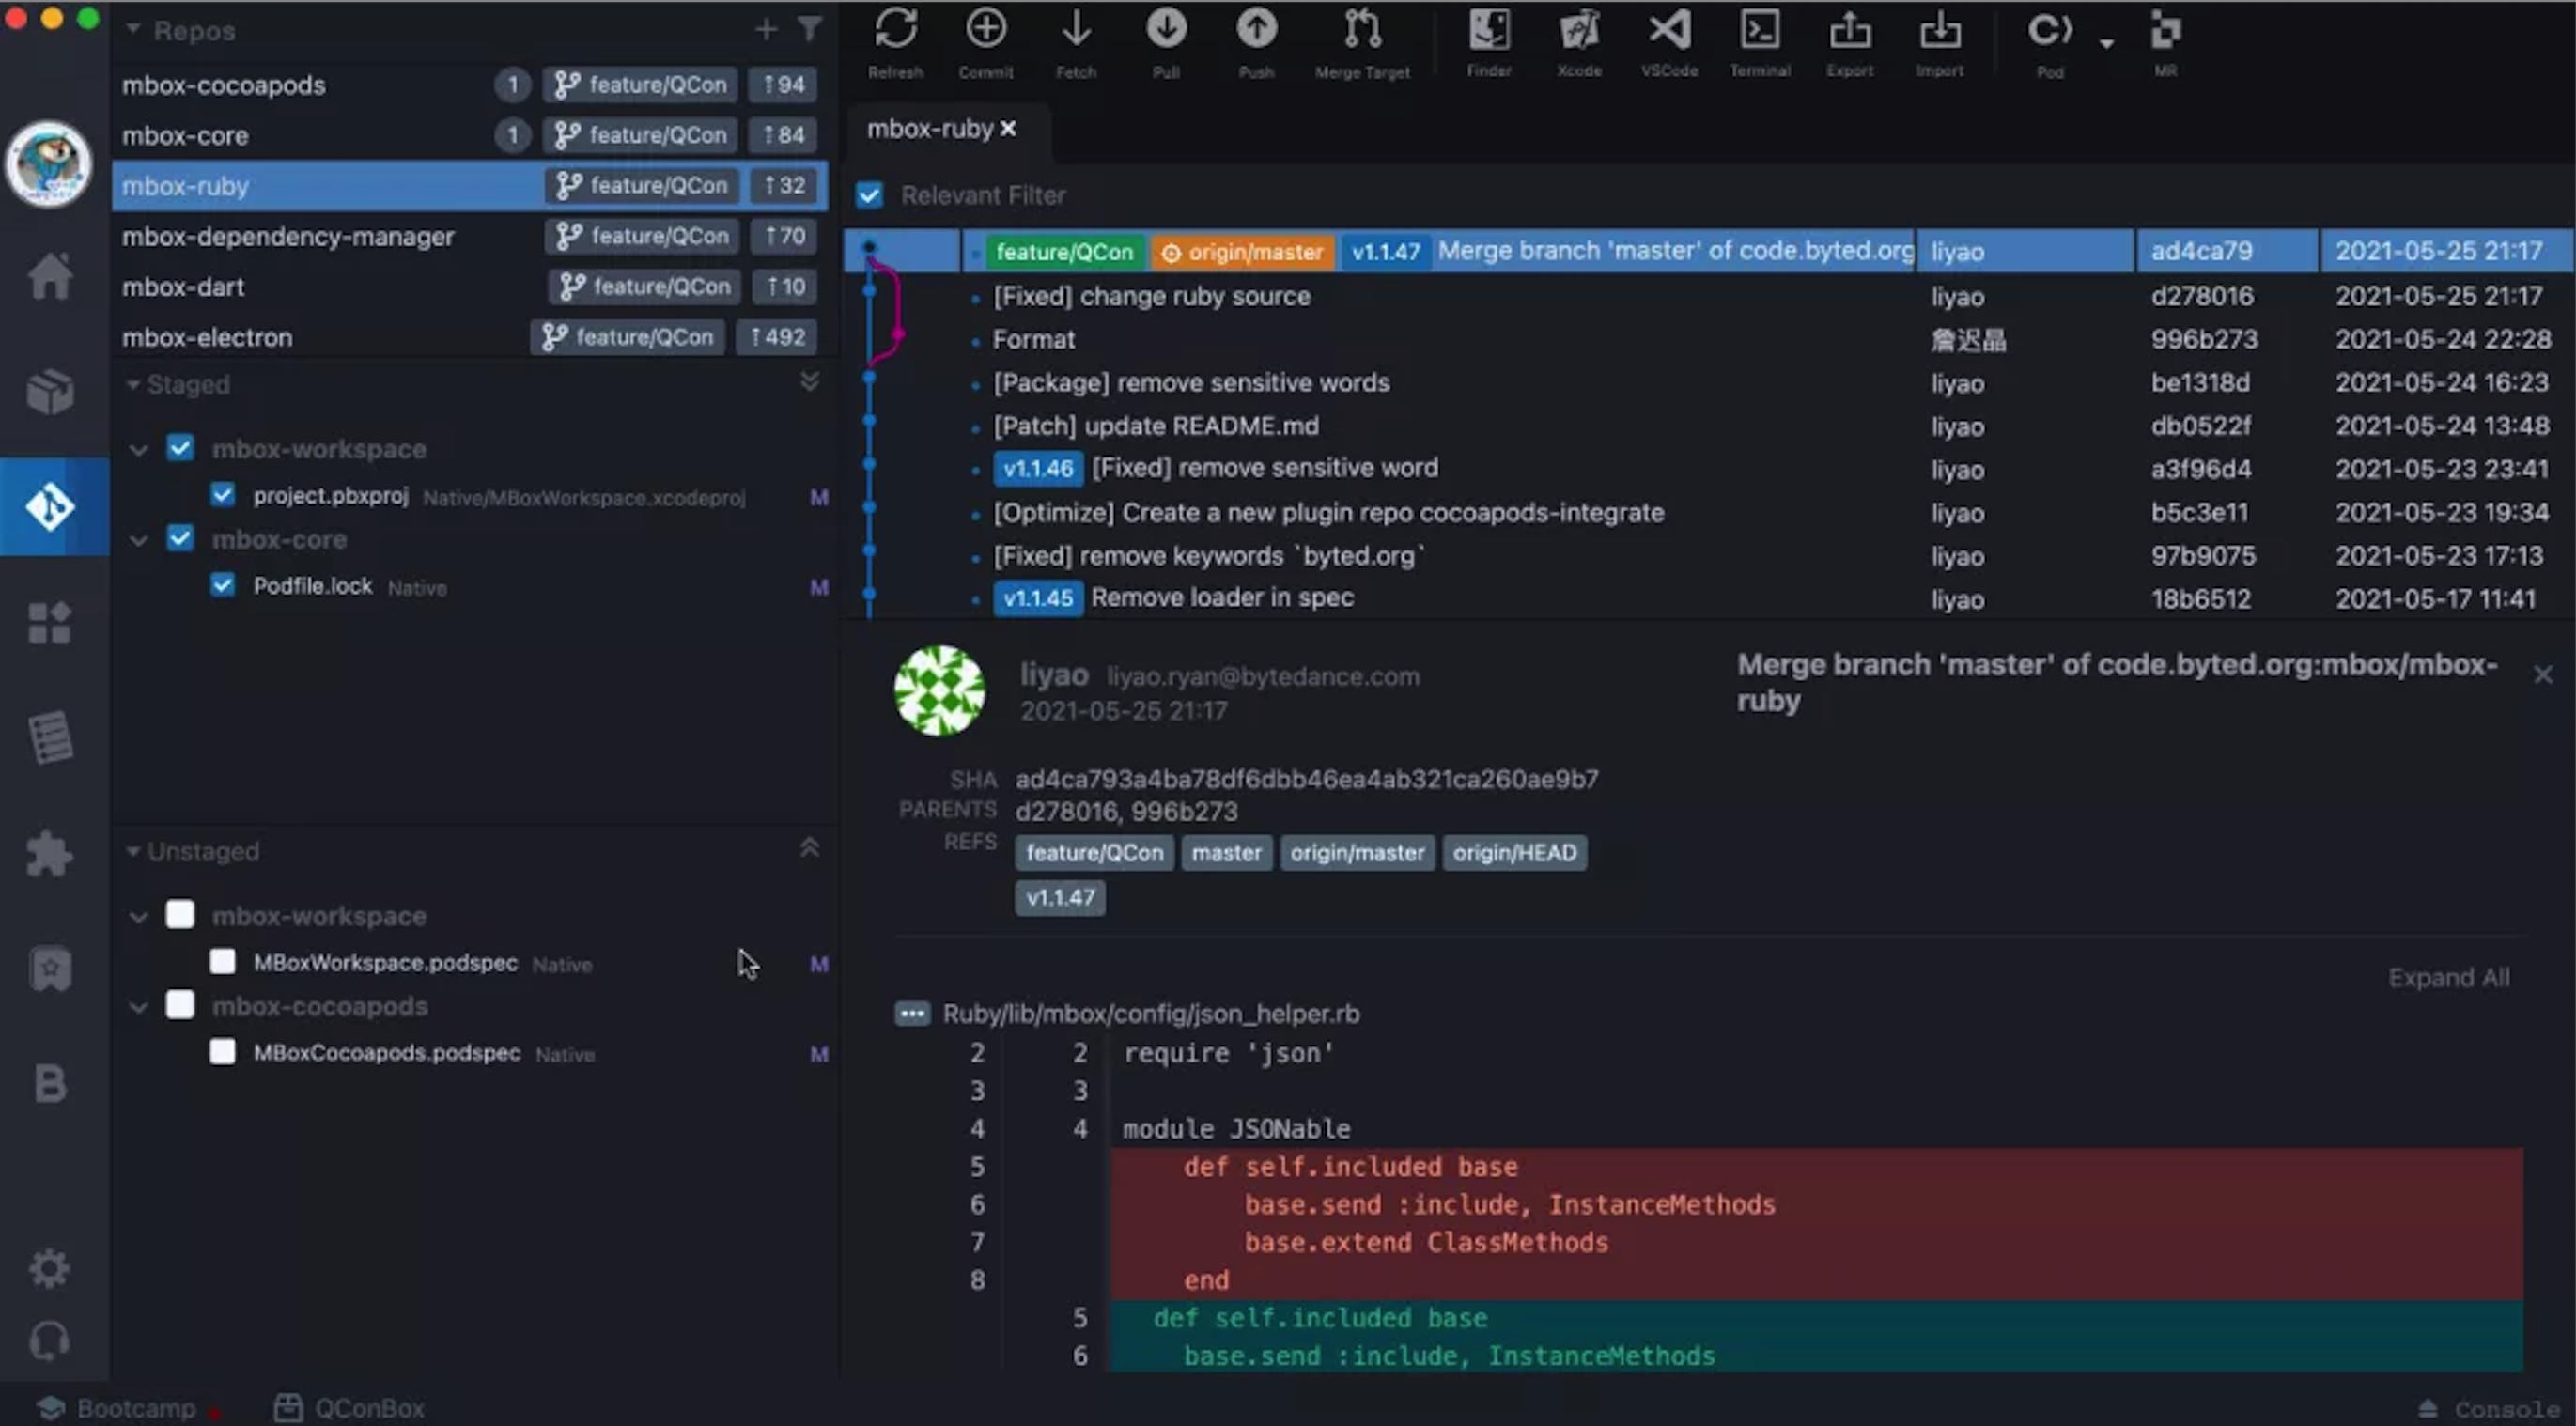 Repos
mbox-cocoapods 1 feature/QCon ↑94
mbox-core 1 feature/QCon ↑84
mbox-ruby feature/QCon ↑32
mbox-dependency-manager feature/QCon ↑70
mbox-dart feature/QCon ↑10
mbox-electron feature/QCon ↑492
Staged
mbox-workspace
project.pbxproj Native/MBoxWorkspace.xcodeproj M
mbox-core
Podfile.lock Native M
Unstaged
mbox-workspace
MBoxWorkspace.podspec Native M
mbox-cocoapods
MBoxCocoapods.podspec Native M
Refresh Commit Fetch Pull Push Merge Target Finder Xcode VSCode Terminal Export Import Pod MR
mbox-ruby
Relevant Filter
feature/QCon origin/master v1.1.47 Merge branch 'master' of code.byted.org liyao ad4ca79 2021-05-25 21:17
[Fixed] change ruby source liyao d278016 2021-05-25 21:17
Format 詹迟晶 996b273 2021-05-24 22:28
[Package] remove sensitive words liyao be1318d 2021-05-24 16:23
[Patch] update README.md liyao db0522f 2021-05-24 13:48
v1.1.46 [Fixed] remove sensitive word liyao a3f96d4 2021-05-23 23:41
[Optimize] Create a new plugin repo cocoapods-integrate liyao b5c3e11 2021-05-23 19:34
[Fixed] remove keywords `byted.org` liyao 97b9075 2021-05-23 17:13
v1.1.45 Remove loader in spec liyao 18b6512 2021-05-17 11:41
liyao liyao.ryan@bytedance.com
2021-05-25 21:17
Merge branch 'master' of code.byted.org:mbox/mbox-
ruby
SHA ad4ca793a4ba78df6dbb46ea4ab321ca260ae9b7
PARENTS d278016, 996b273
REFS feature/QCon master origin/master origin/HEAD
v1.1.47
Expand All
Ruby/lib/mbox/config/json_helper.rb
2 2 require 'json'
3 3
4 4 module JSONable
5 def self.included base
6 base.send :include, InstanceMethods
7 base.extend ClassMethods
8 end
5 def self.included base
6 base.send :include, InstanceMethods
B
Bootcamp QConBox Console